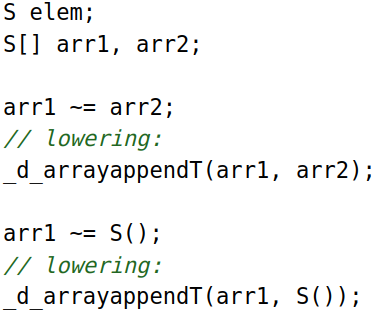 S elem;
S[] arr1, arr2;
arr1 ~= arr2;
// lowering:
_d_arrayappendT(arr1, arr2);
arr1 ~= S();
// lowering:
_d_arrayappendT(arr1, S());